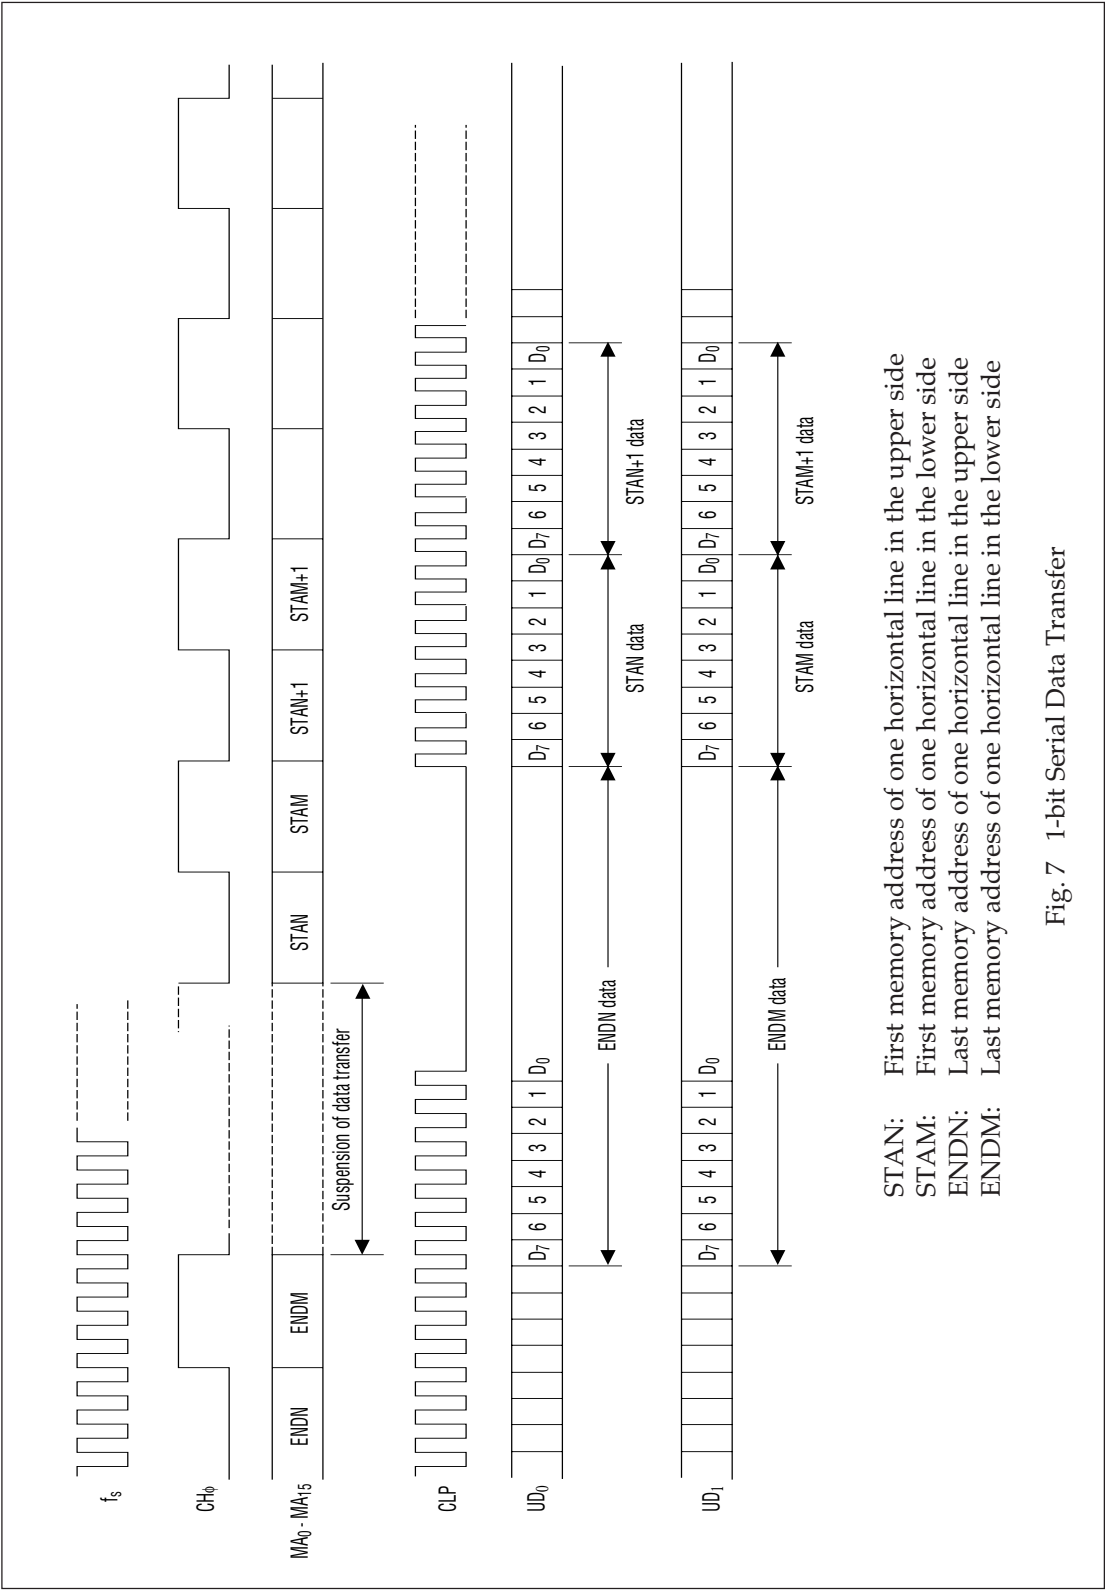 fs
CHφ
MA0 - MA15
ENDN
ENDM
STAN
STAM
STAN+1
STAM+1
Suspension of data transfer
CLP
UD0
D7 6 5 4 3 2 1 D0
D7 6 5 4 3 2 1 D0
D7 6 5 4 3 2 1 D0
ENDN data
STAN data
STAN+1 data
UD1
D7 6 5 4 3 2 1 D0
D7 6 5 4 3 2 1 D0
D7 6 5 4 3 2 1 D0
ENDM data
STAM data
STAM+1 data
STAN: First memory address of one horizontal line in the upper side
STAM: First memory address of one horizontal line in the lower side
ENDN: Last memory address of one horizontal line in the upper side
ENDM: Last memory address of one horizontal line in the lower side
Fig. 7 1-bit Serial Data Transfer